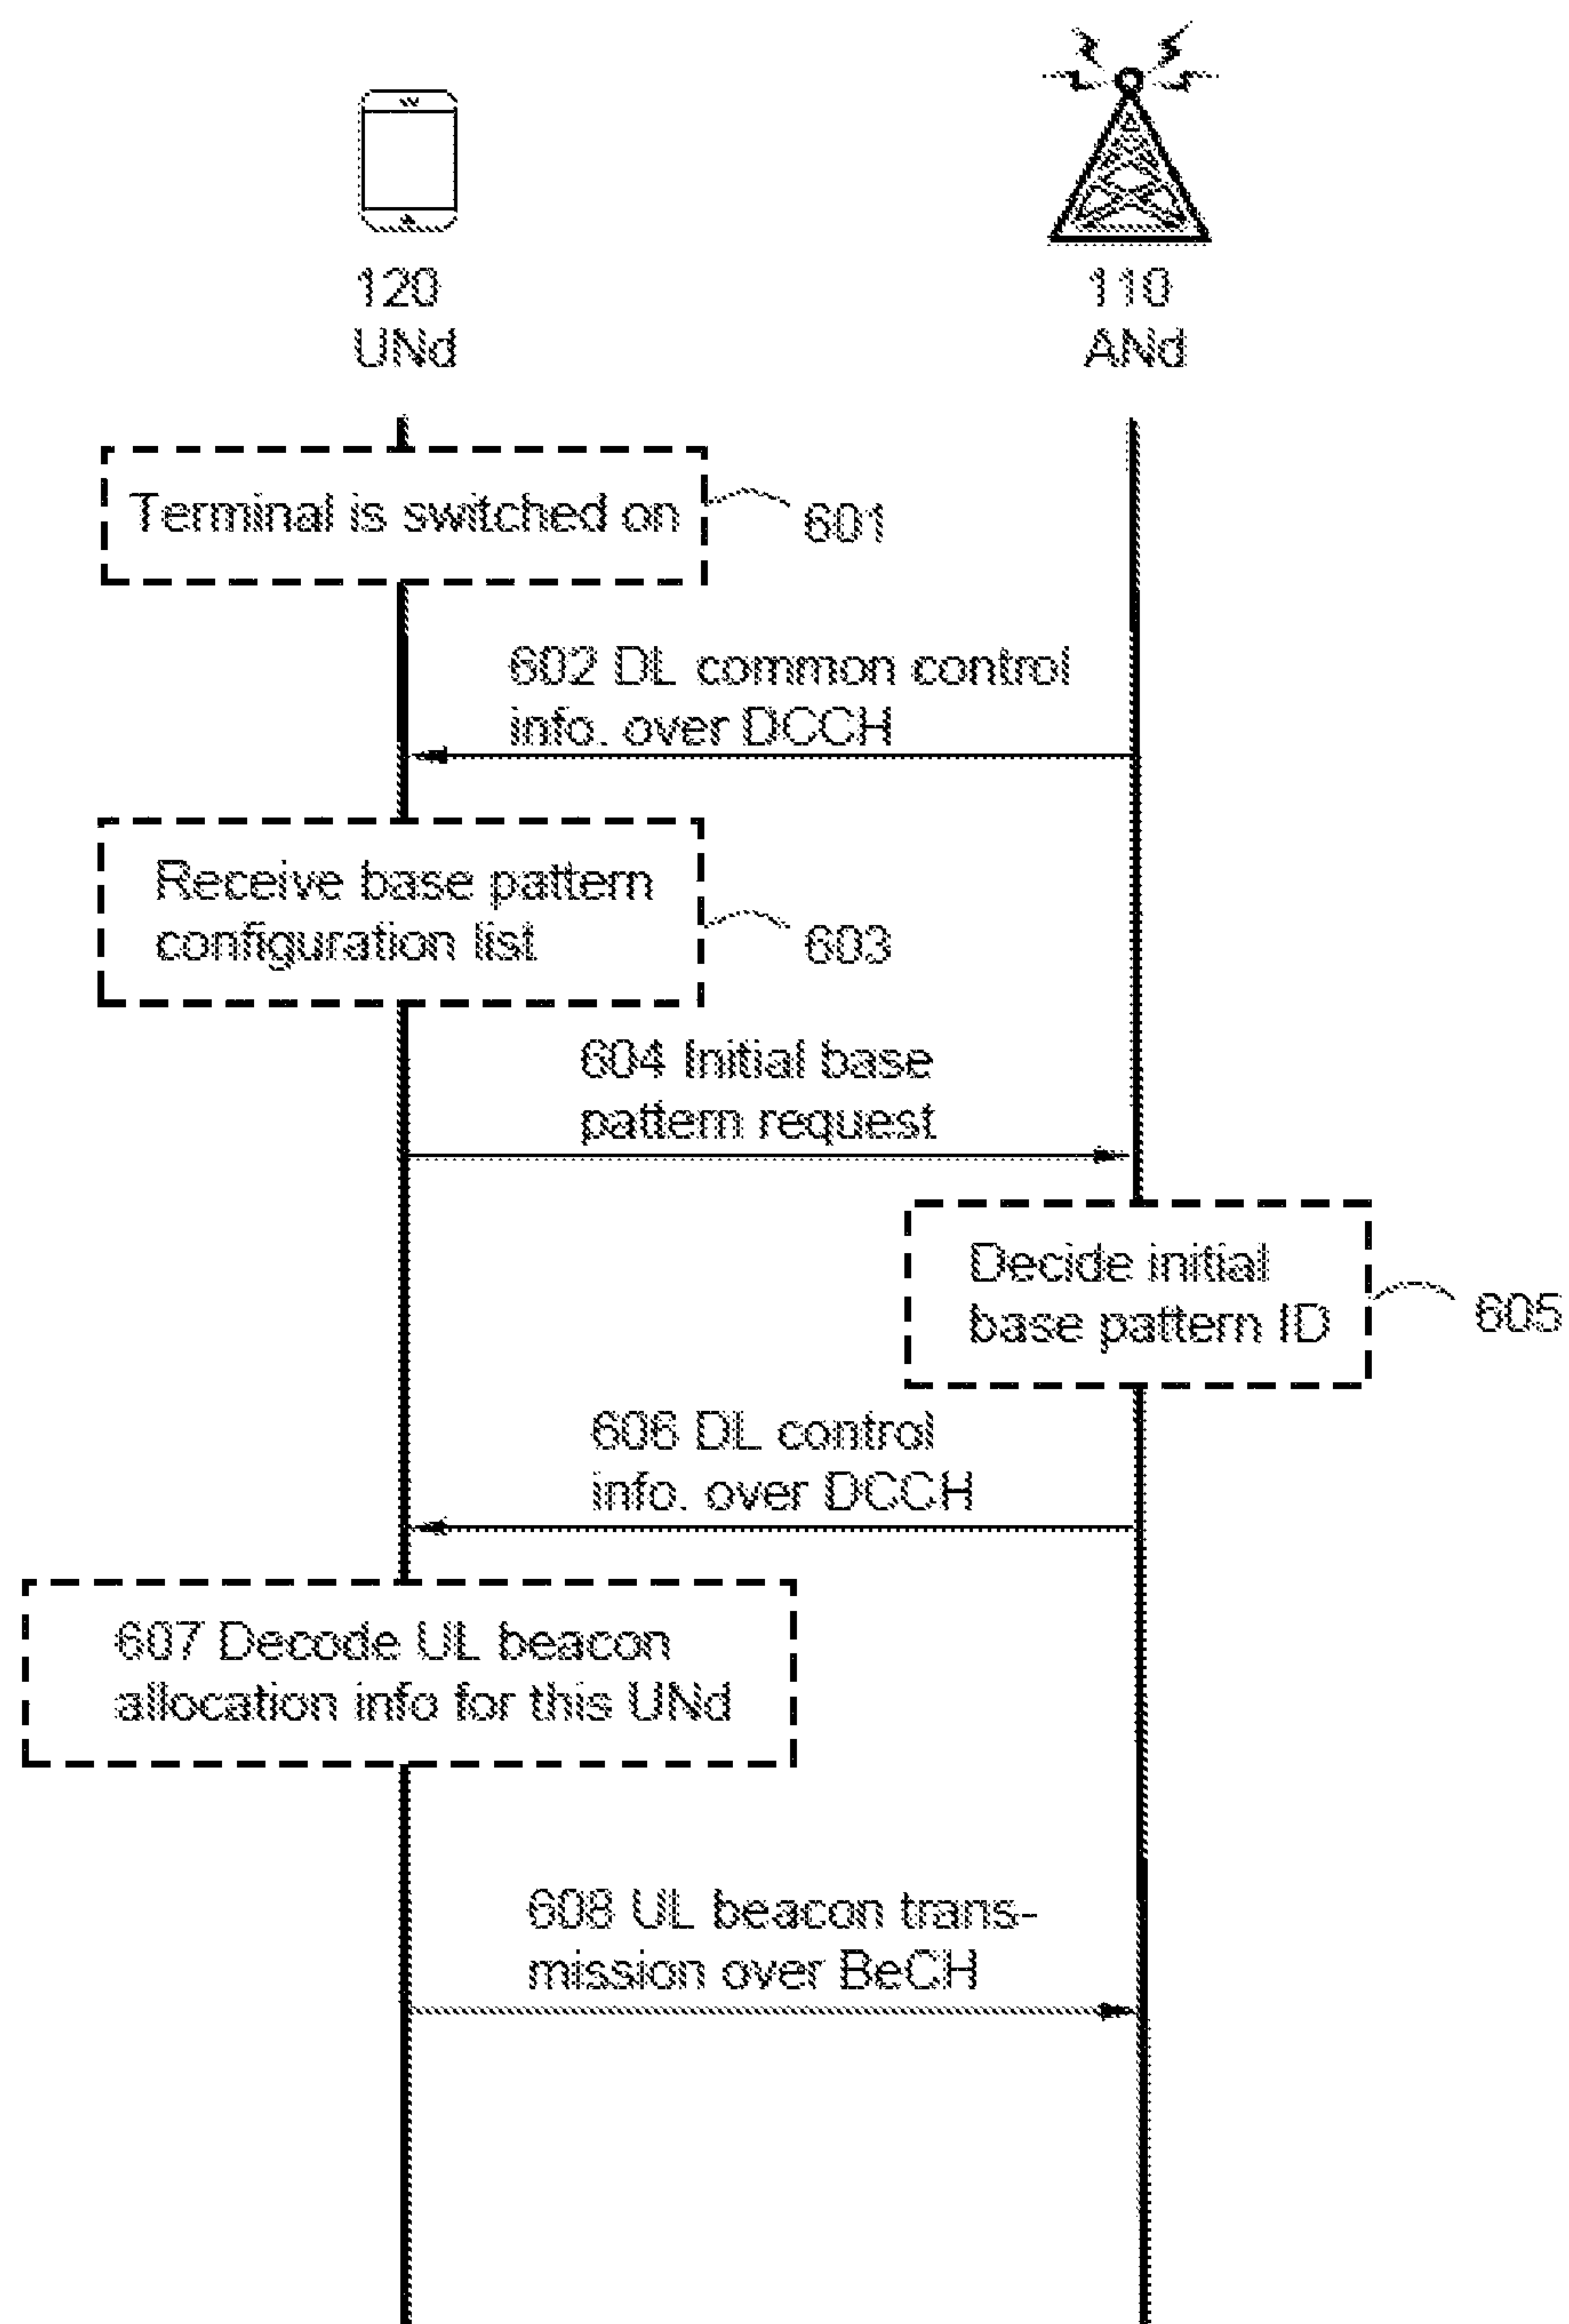 120
UNd
110
ANd
Terminal is switched on
601
602 DL common control
info. over DCCH
Receive base pattern
configuration list
603
604 Initial base
pattern request
Decide initial
base pattern ID
605
606 DL control
info. over DCCH
607 Decode UL beacon
allocation info for this UNd
608 UL beacon trans-
mission over BeCH